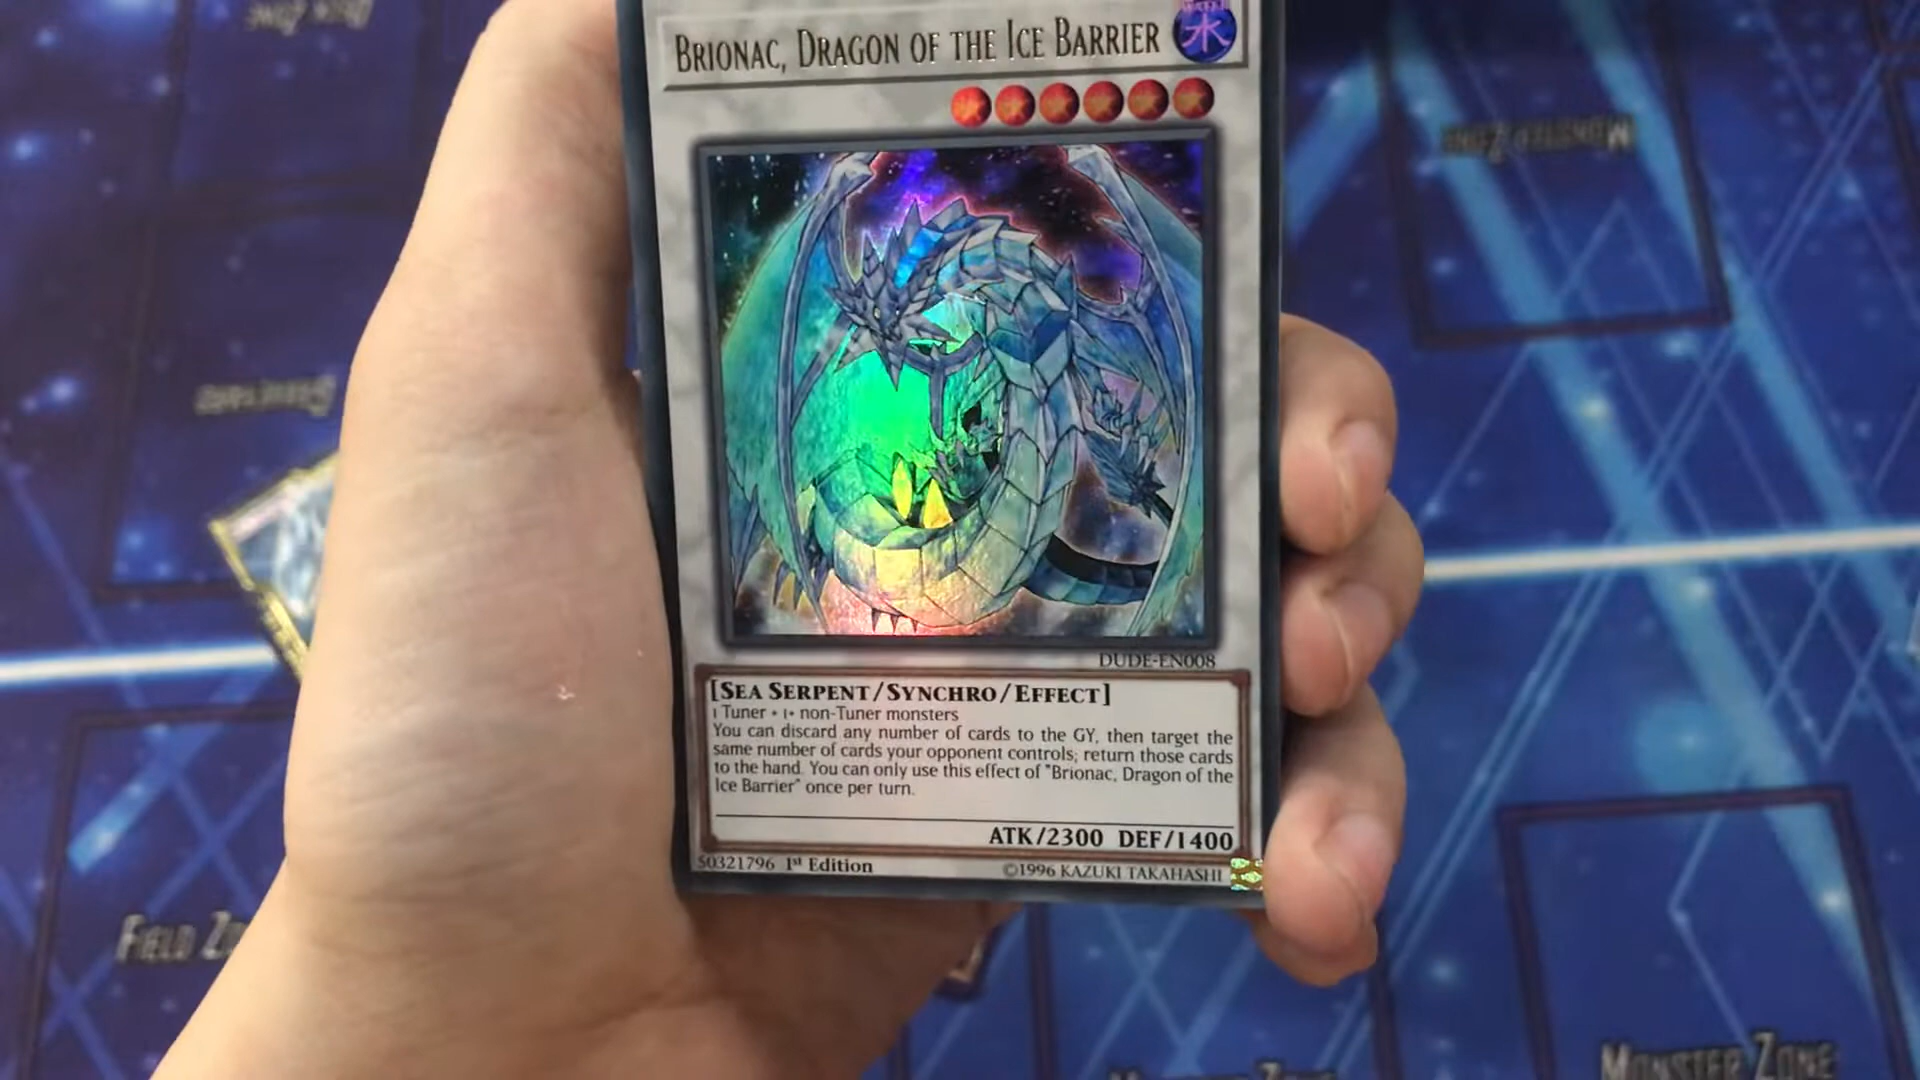 BRIONAC, DRAGON OF THE ICE BARRIER
水
DUDE-EN008
[SEA SERPENT/SYNCHRO/EFFECT]
1 Tuner + 1+ non-Tuner monsters
You can discard any number of cards to the GY, then target the
same number of cards your opponent controls; return those cards
to the hand. You can only use this effect of "Brionac, Dragon of the
Ice Barrier" once per turn.
ATK/2300 DEF/1400
50321796 1st Edition
©1996 KAZUKI TAKAHASHI
DECK ZONE
MONSTER ZONE
FIELD
MONSTER ZONE